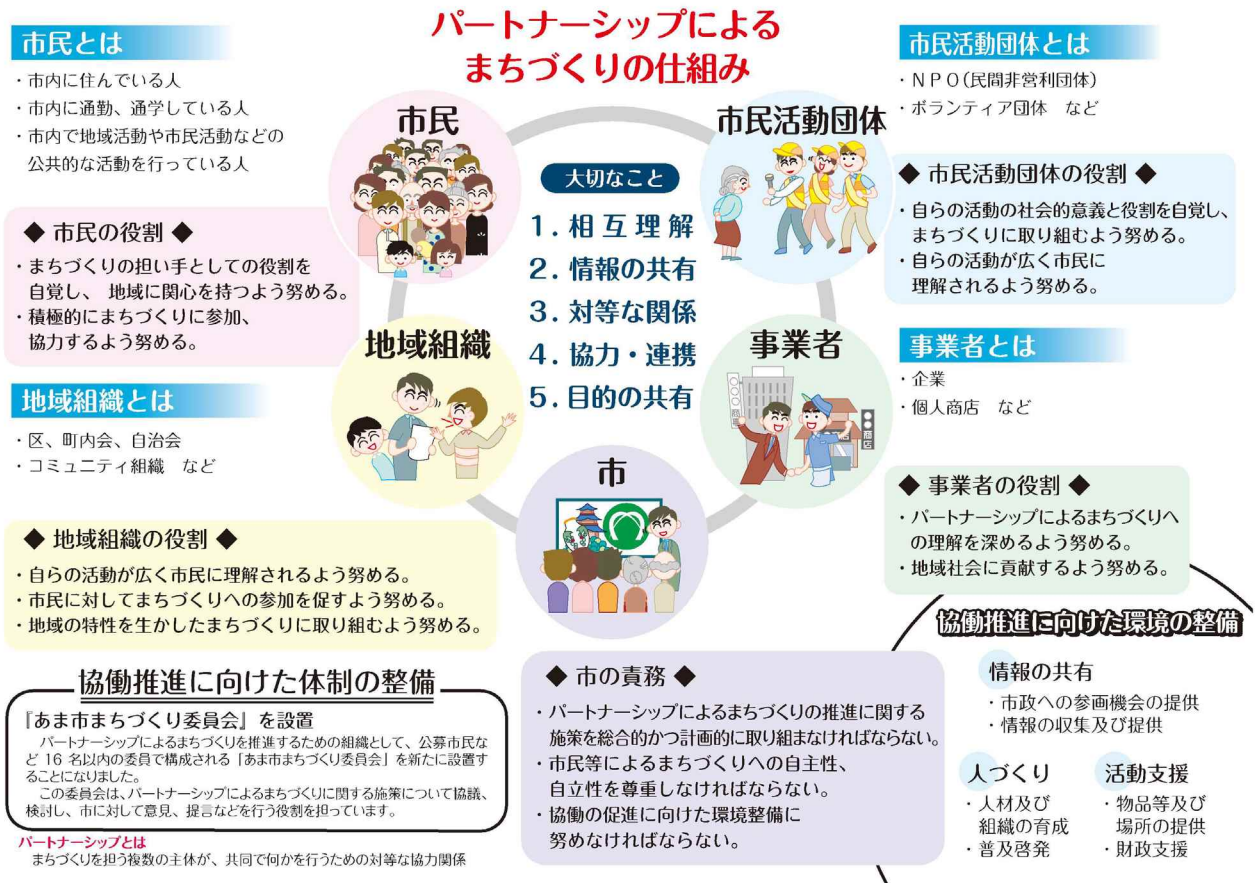 パートナーシップによる
まちづくりの仕組み
市民とは
・市内に住んでいる人
・市内に通勤、通学している人
・市内で地域活動や市民活動などの
公共的な活動を行っている人
◆ 市民の役割 ◆
・まちづくりの担い手としての役割を
自覚し、 地域に関心を持つよう努める。
・積極的にまちづくりに参加、
協力するよう努める。
地域組織とは
・区、町内会、自治会
・コミュニティ組織 など
◆ 地域組織の役割 ◆
・自らの活動が広く市民に理解されるよう努める。
・市民に対してまちづくりへの参加を促すよう努める。
・地域の特性を生かしたまちづくりに取り組むよう努める。
市民
市民活動団体
地域組織
事業者
○○商事
●●商店
市
大切なこと
1. 相互理解
2. 情報の共有
3. 対等な関係
4. 協力・連携
5. 目的の共有
市民活動団体とは
・NPO(民間非営利団体)
・ボランティア団体 など
◆ 市民活動団体の役割 ◆
・自らの活動の社会的意義と役割を自覚し、
まちづくりに取り組むよう努める。
・自らの活動が広く市民に
理解されるよう努める。
事業者とは
・企業
・個人商店 など
◆ 事業者の役割 ◆
・パートナーシップによるまちづくりへ
の理解を深めるよう努める。
・地域社会に貢献するよう努める。
協働推進に向けた体制の整備
『あま市まちづくり委員会』を設置
パートナーシップによるまちづくりを推進するための組織として、公募市民な
ど 16 名以内の委員で構成される「あま市まちづくり委員会」を新たに設置す
ることになりました。
この委員会は、パートナーシップによるまちづくりに関する施策について協議、
検討し、市に対して意見、提言などを行う役割を担っています。
パートナーシップとは
まちづくりを担う複数の主体が、共同で何かを行うための対等な協力関係
◆ 市の責務 ◆
・パートナーシップによるまちづくりの推進に関する
施策を総合的かつ計画的に取り組まなければならない。
・市民等によるまちづくりへの自主性、
自立性を尊重しなければならない。
・協働の促進に向けた環境整備に
努めなければならない。
協働推進に向けた環境の整備
情報の共有
・市政への参画機会の提供
・情報の収集及び提供
人づくり
・人材及び
組織の育成
・普及啓発
活動支援
・物品等及び
場所の提供
・財政支援